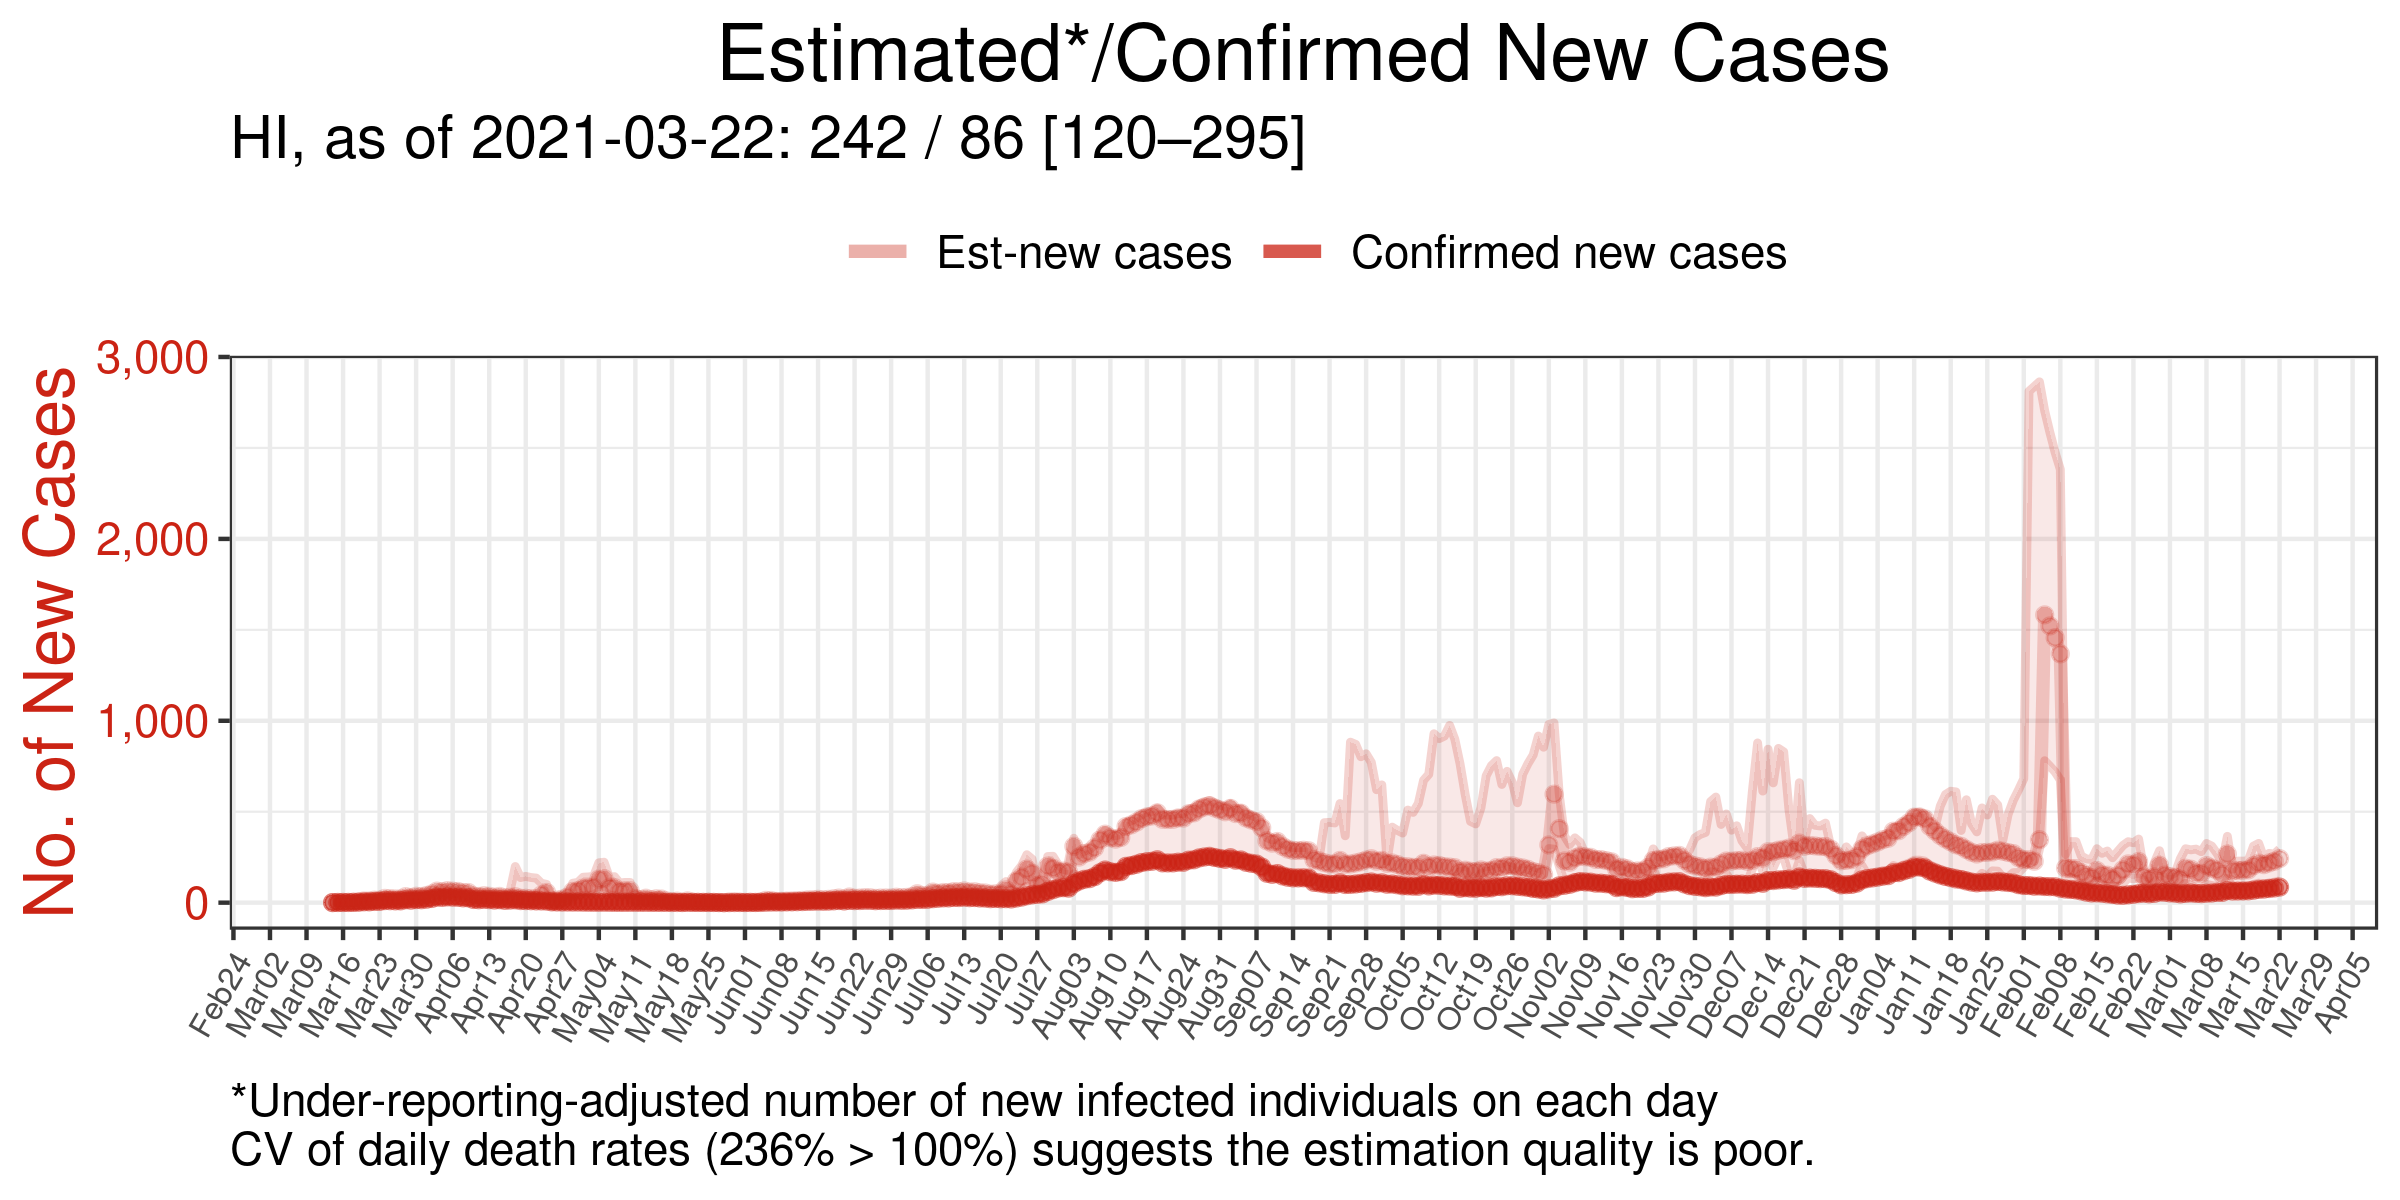 Estimated*/Confirmed New Cases
HI, as of 2021-03-22: 242 / 86 [120–295]
Est-new cases Confirmed new cases
No. of New Cases
3,000
2,000
1,000
0
Feb24 Mar02 Mar09 Mar16 Mar23 Mar30 Apr06 Apr13 Apr20 Apr27 May04 May11 May18 May25 Jun01 Jun08 Jun15 Jun22 Jun29 Jul06 Jul13 Jul20 Jul27 Aug03 Aug10 Aug17 Aug24 Aug31 Sep07 Sep14 Sep21 Sep28 Oct05 Oct12 Oct19 Oct26 Nov02 Nov09 Nov16 Nov23 Nov30 Dec07 Dec14 Dec21 Dec28 Jan04 Jan11 Jan18 Jan25 Feb01 Feb08 Feb15 Feb22 Mar01 Mar08 Mar15 Mar22 Mar29 Apr05
*Under-reporting-adjusted number of new infected individuals on each day
CV of daily death rates (236% > 100%) suggests the estimation quality is poor.